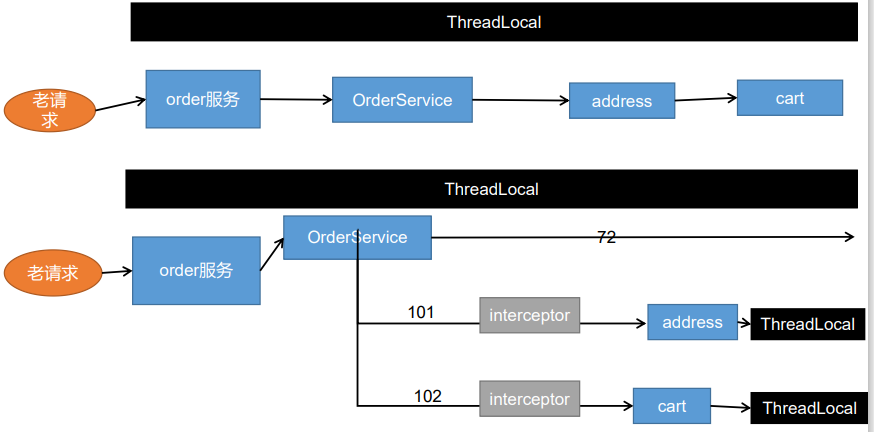 ThreadLocal
老请
求
order服务
OrderService
address
cart
ThreadLocal
老请求
order服务
OrderService
72
101
interceptor
address
ThreadLocal
102
interceptor
cart
ThreadLocal